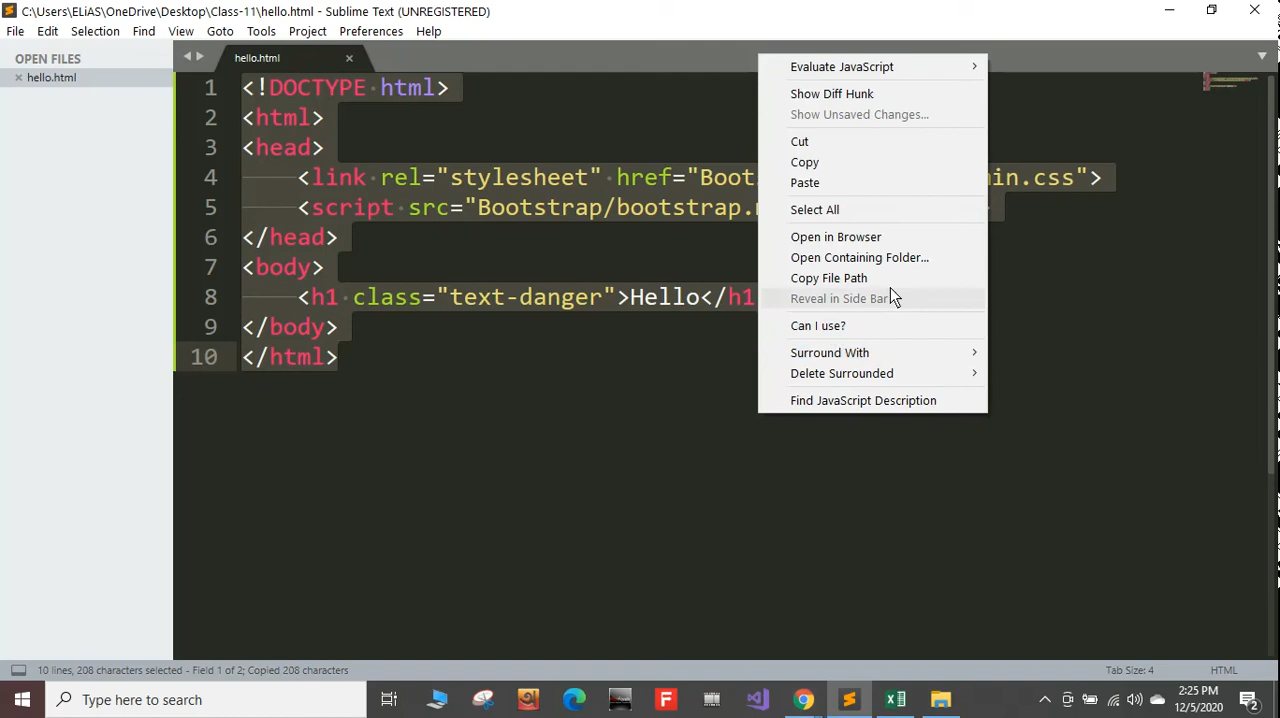 C:\Users\ELiAS\OneDrive\Desktop\Class-11\hello.html - Sublime Text (UNREGISTERED)
File Edit Selection Find View Goto Tools Project Preferences Help
OPEN FILES
hello.html
hello.html
1 <!DOCTYPE html>
2 <html>
3 <head>
4 <link rel="stylesheet" href="Boot in.css">
5 <script src="Bootstrap/bootstrap.
6 </head>
7 <body>
8 <h1 class="text-danger">Hello</h1
9 </body>
10 </html>
Evaluate JavaScript
Show Diff Hunk
Show Unsaved Changes...
Cut
Copy
Paste
Select All
Open in Browser
Open Containing Folder...
Copy File Path
Reveal in Side Bar
Can I use?
Surround With
Delete Surrounded
Find JavaScript Description
10 lines, 208 characters selected - Field 1 of 2; Copied 208 characters
Tab Size: 4 HTML
Type here to search
2:25 PM
12/5/2020
2